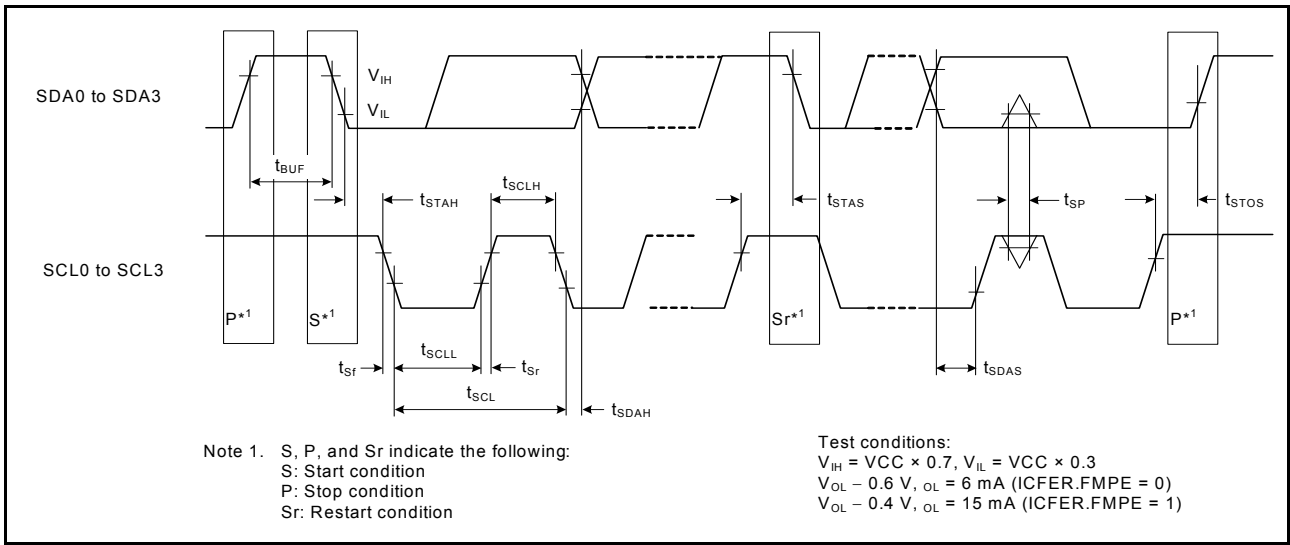 SDA0 to SDA3
V_IH
V_IL
t_BUF
t_STAH
t_SCLH
t_STAS
t_SP
t_STOS
SCL0 to SCL3
P*1
S*1
Sr*1
P*1
t_Sf
t_SCLL
t_Sr
t_SCL
t_SDAH
t_SDAS
Note 1. S, P, and Sr indicate the following:
S: Start condition
P: Stop condition
Sr: Restart condition
Test conditions:
V_IH = VCC × 0.7, V_IL = VCC × 0.3
V_OL – 0.6 V, OL = 6 mA (ICFER.FMPE = 0)
V_OL – 0.4 V, OL = 15 mA (ICFER.FMPE = 1)